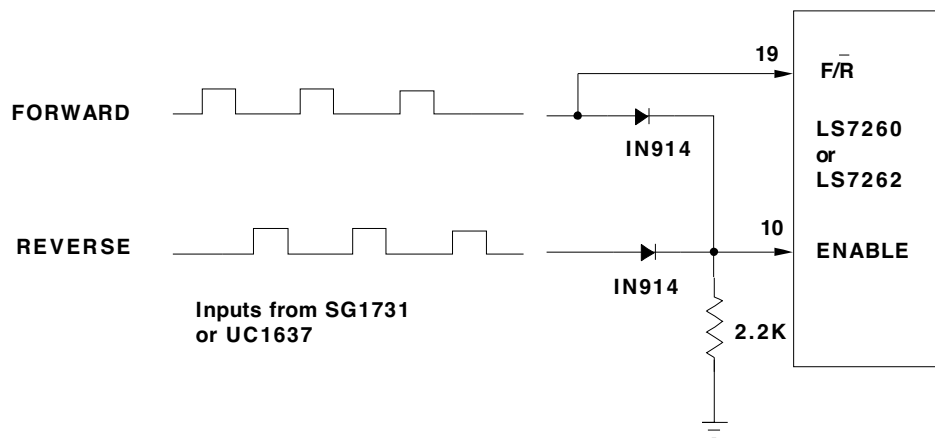 19
F/R̅
FORWARD
IN914
LS7260
or
LS7262
REVERSE
10
ENABLE
IN914
Inputs from SG1731
or UC1637
2.2K